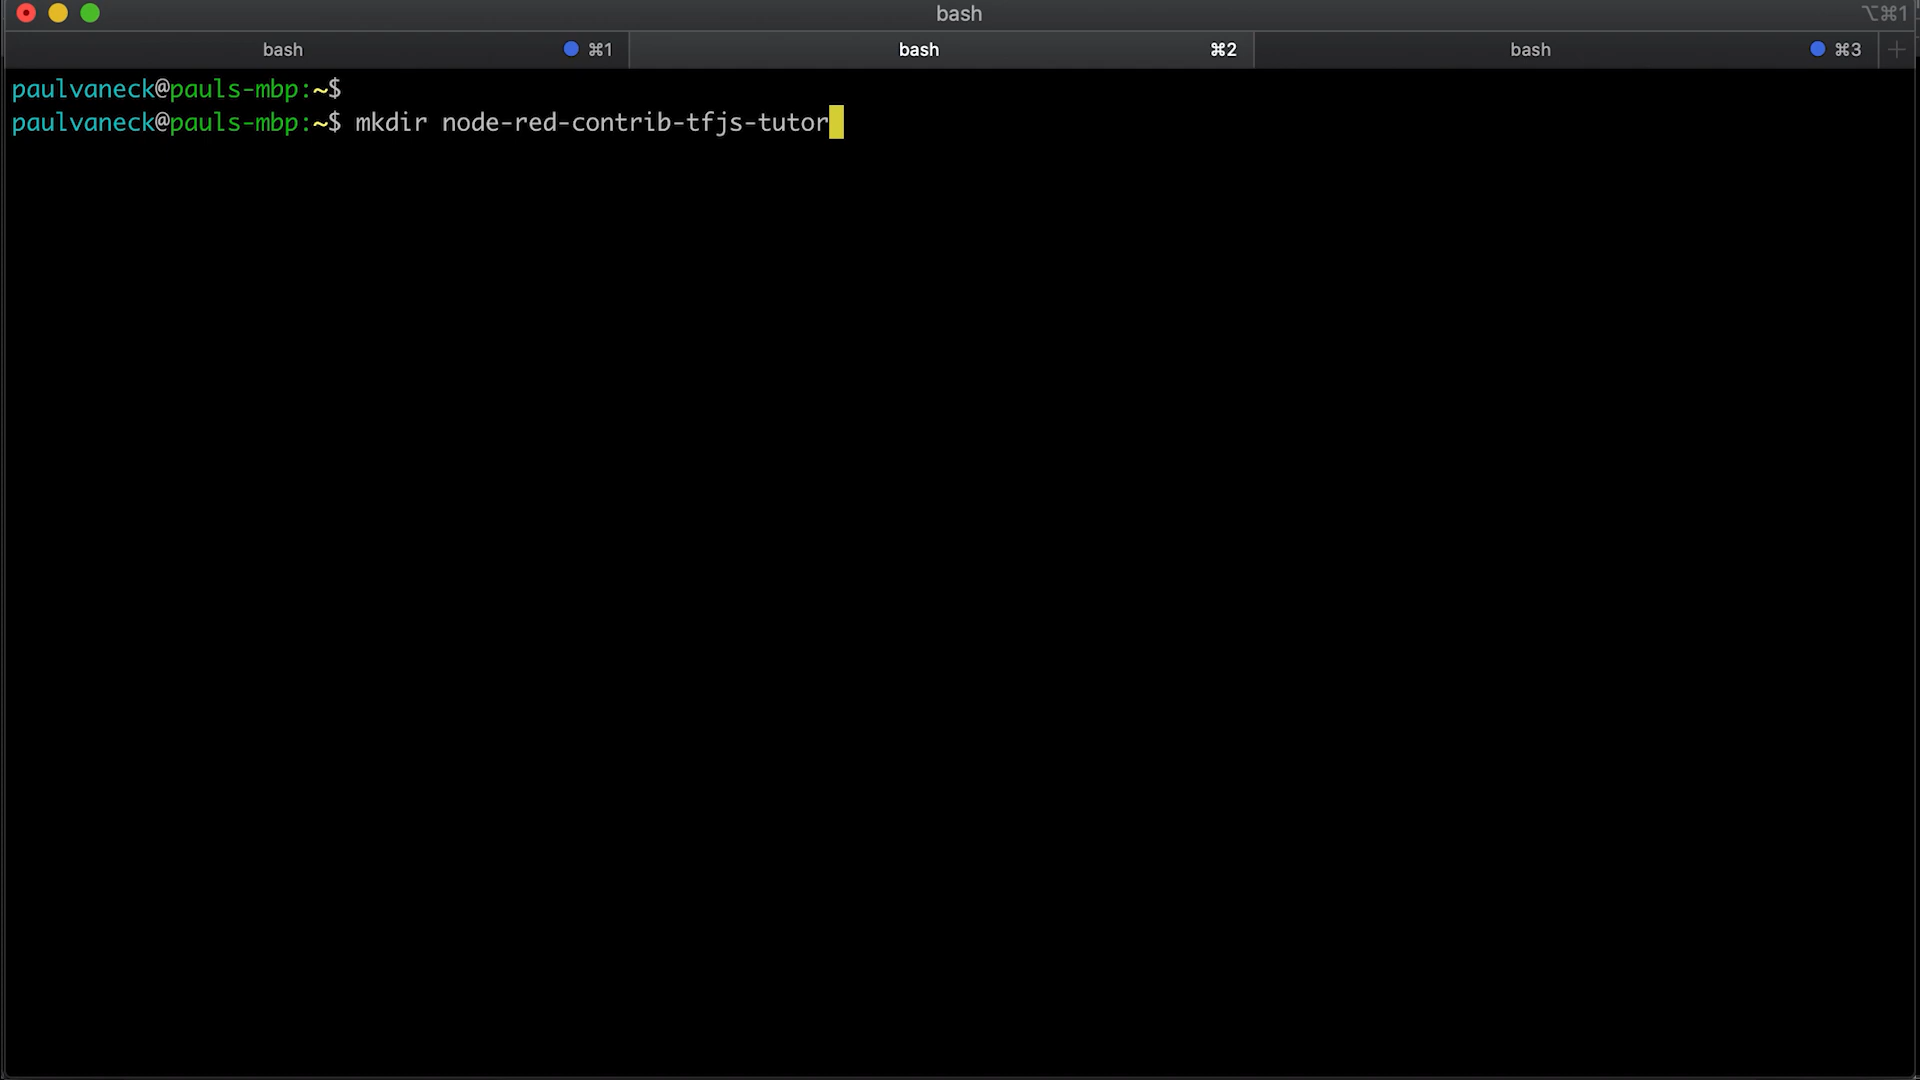 bash
⌥⌘1
bash ⌘1
bash ⌘2
bash ⌘3
paulvaneck@pauls-mbp:~$
paulvaneck@pauls-mbp:~$ mkdir node-red-contrib-tfjs-tutor